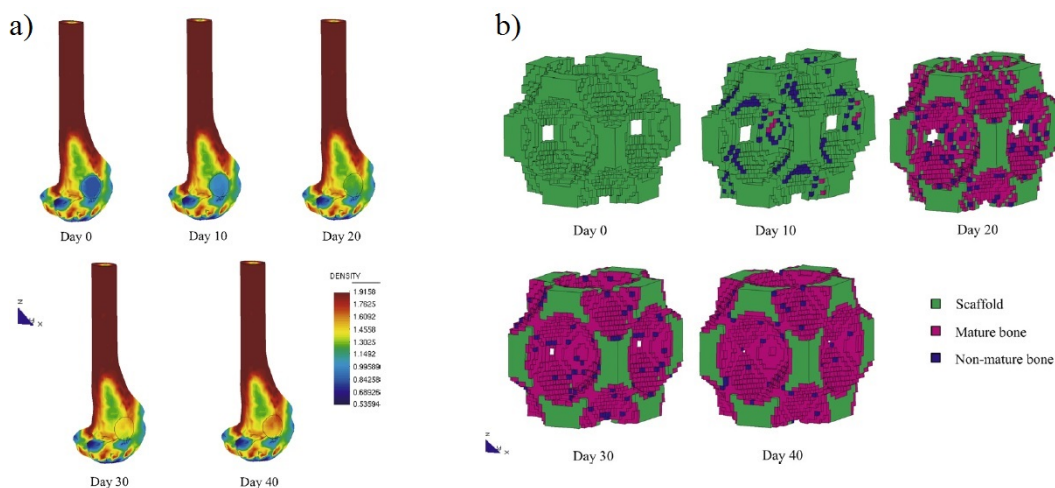 a)
Day 0
Day 10
Day 20
Day 30
Day 40
DENSITY
1.9158
1.7625
1.6092
1.4558
1.3025
1.1492
0.99589
0.84258
0.68926
0.53594
b)
Day 0
Day 10
Day 20
Day 30
Day 40
Scaffold
Mature bone
Non-mature bone